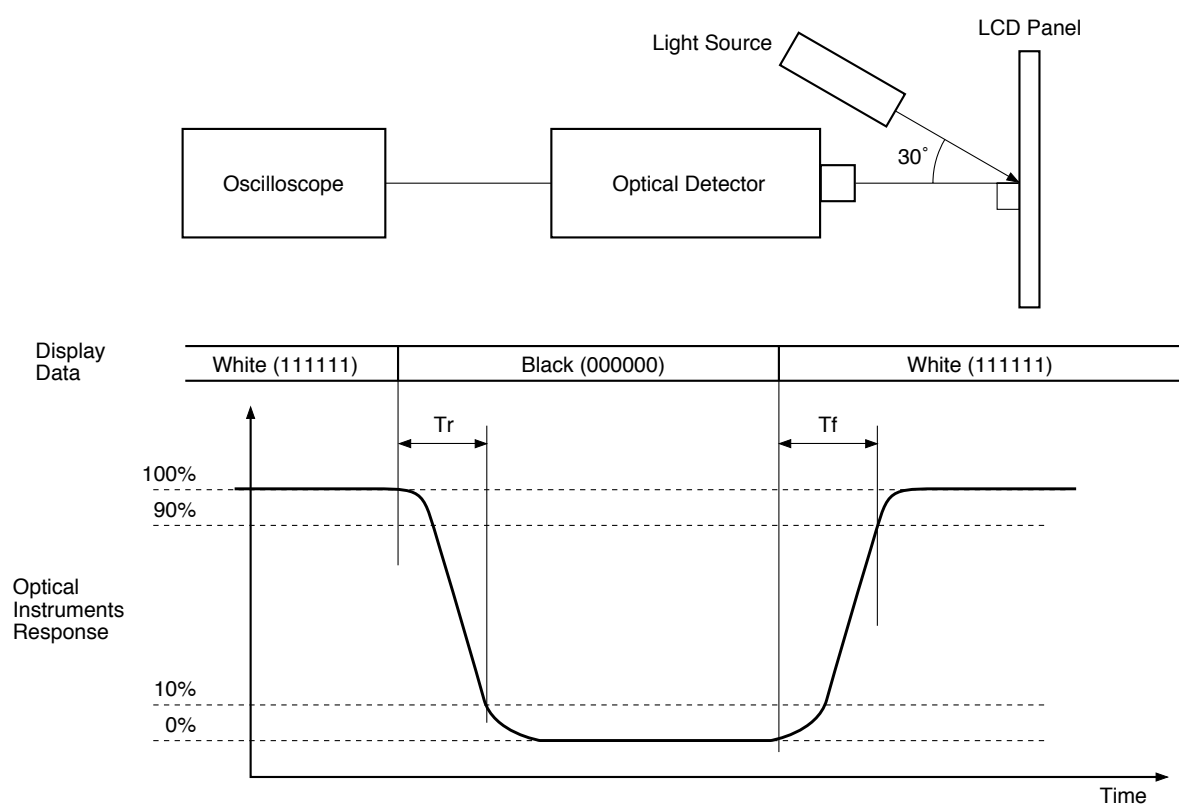 LCD Panel
Light Source
30˚
Oscilloscope
Optical Detector
Display
Data
White (111111)
Black (000000)
White (111111)
Tr
Tf
100%
90%
Optical
Instruments
Response
10%
0%
Time